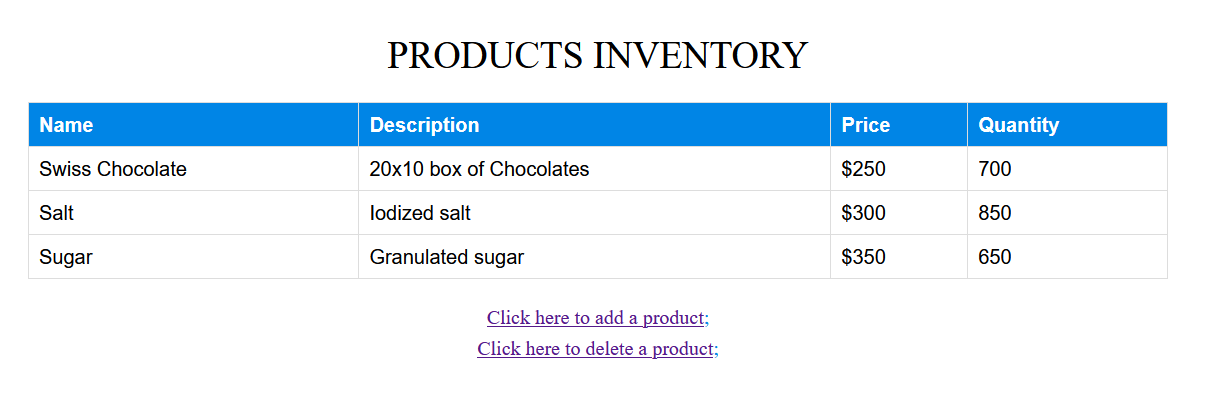 PRODUCTS INVENTORY
Name Description Price Quantity
Swiss Chocolate 20x10 box of Chocolates $250 700
Salt Iodized salt $300 850
Sugar Granulated sugar $350 650
Click here to add a product;
Click here to delete a product;